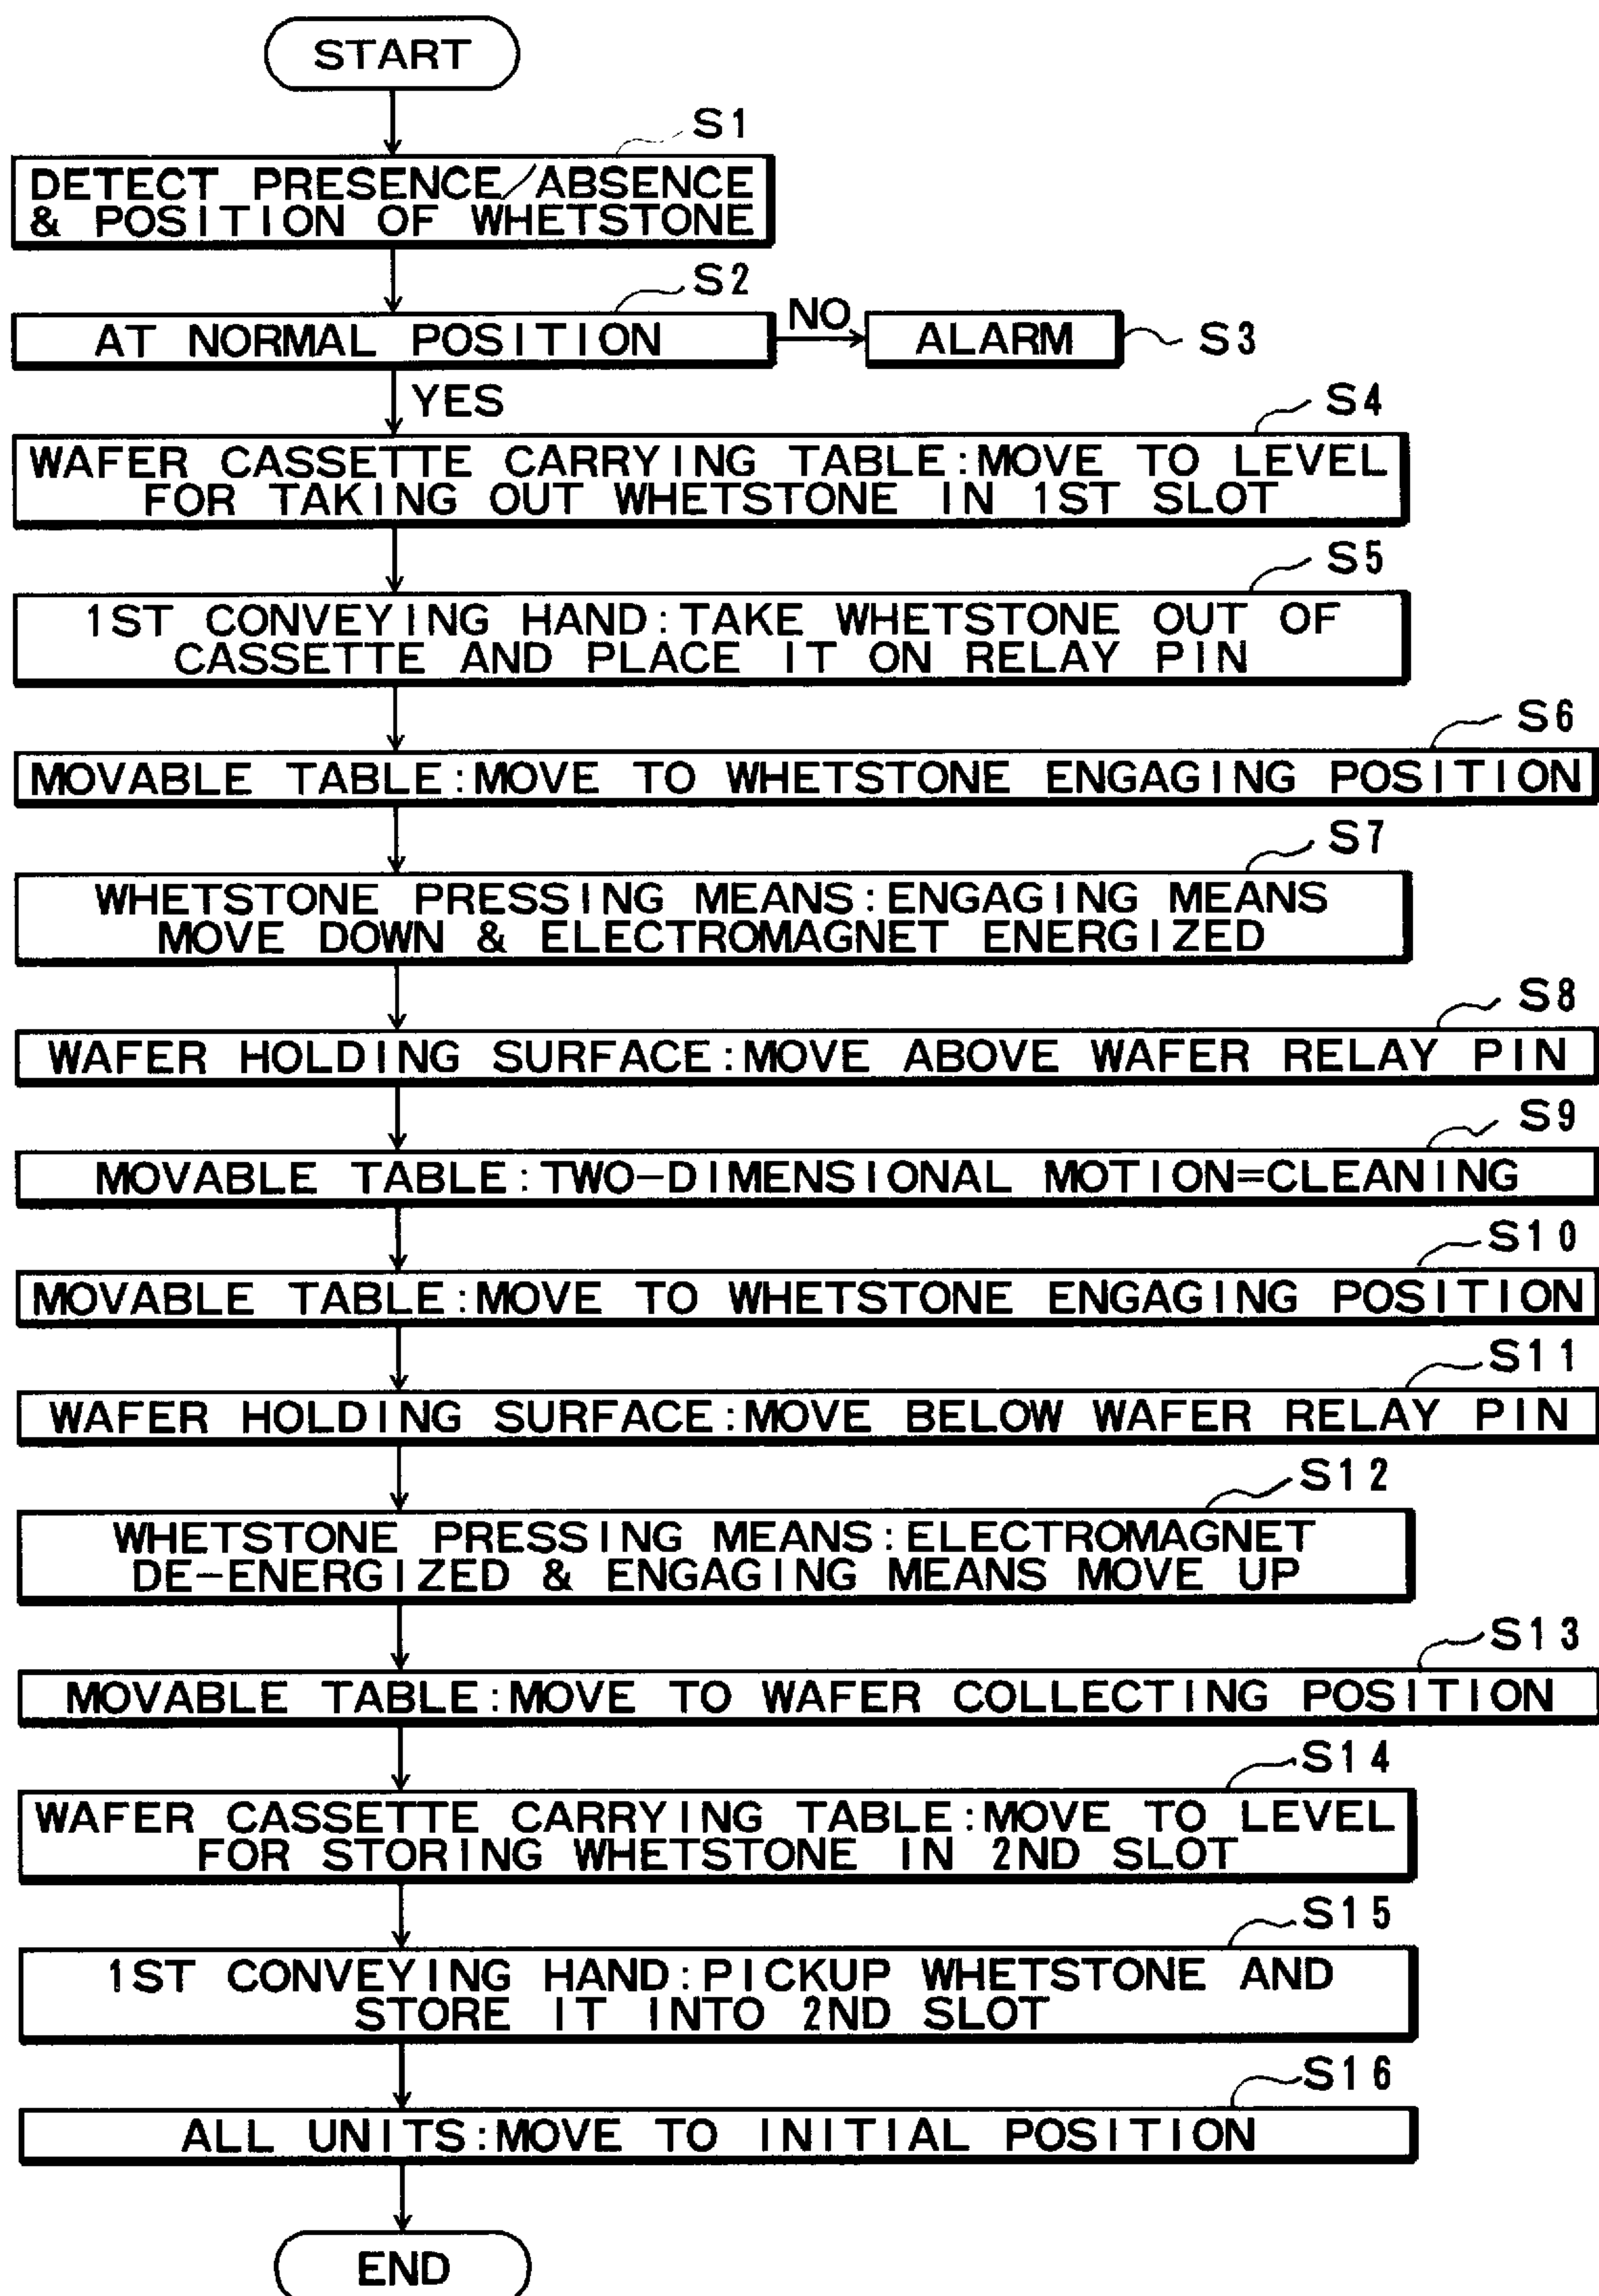 START
S1
DETECT PRESENCE/ABSENCE
& POSITION OF WHETSTONE
S2
AT NORMAL POSITION
NO
ALARM
S3
YES
S4
WAFER CASSETTE CARRYING TABLE:MOVE TO LEVEL
FOR TAKING OUT WHETSTONE IN 1ST SLOT
S5
1ST CONVEYING HAND:TAKE WHETSTONE OUT OF
CASSETTE AND PLACE IT ON RELAY PIN
S6
MOVABLE TABLE:MOVE TO WHETSTONE ENGAGING POSITION
S7
WHETSTONE PRESSING MEANS:ENGAGING MEANS
MOVE DOWN & ELECTROMAGNET ENERGIZED
S8
WAFER HOLDING SURFACE:MOVE ABOVE WAFER RELAY PIN
S9
MOVABLE TABLE:TWO-DIMENSIONAL MOTION=CLEANING
S10
MOVABLE TABLE:MOVE TO WHETSTONE ENGAGING POSITION
S11
WAFER HOLDING SURFACE:MOVE BELOW WAFER RELAY PIN
S12
WHETSTONE PRESSING MEANS:ELECTROMAGNET
DE-ENERGIZED & ENGAGING MEANS MOVE UP
S13
MOVABLE TABLE:MOVE TO WAFER COLLECTING POSITION
S14
WAFER CASSETTE CARRYING TABLE:MOVE TO LEVEL
FOR STORING WHETSTONE IN 2ND SLOT
S15
1ST CONVEYING HAND:PICKUP WHETSTONE AND
STORE IT INTO 2ND SLOT
S16
ALL UNITS:MOVE TO INITIAL POSITION
END